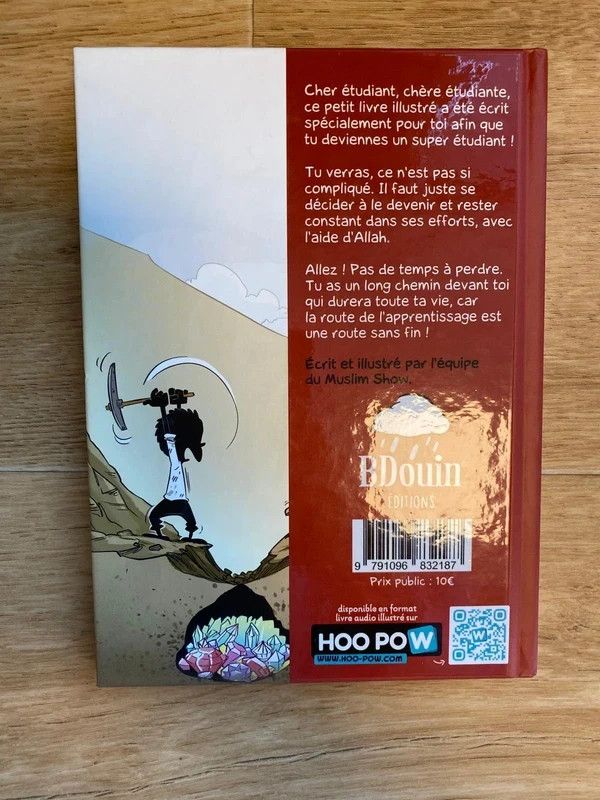 Cher étudiant, chère étudiante,
ce petit livre illustré a été écrit
spécialement pour toi afin que
tu deviennes un super étudiant !
Tu verras, ce n'est pas si
compliqué. Il faut juste se
décider à le devenir et rester
constant dans ses efforts, avec
l'aide d'Allah.
Allez ! Pas de temps à perdre.
Tu as un long chemin devant toi
qui durera toute ta vie, car
la route de l'apprentissage est
une route sans fin !
Écrit et illustré par l'équipe
du Muslim Show.
BDouin
ÉDITIONS
9 791096 832187
Prix public : 10€
disponible en format
livre audio illustré sur
HOO POW
WWW.HOO-POW.COM
W